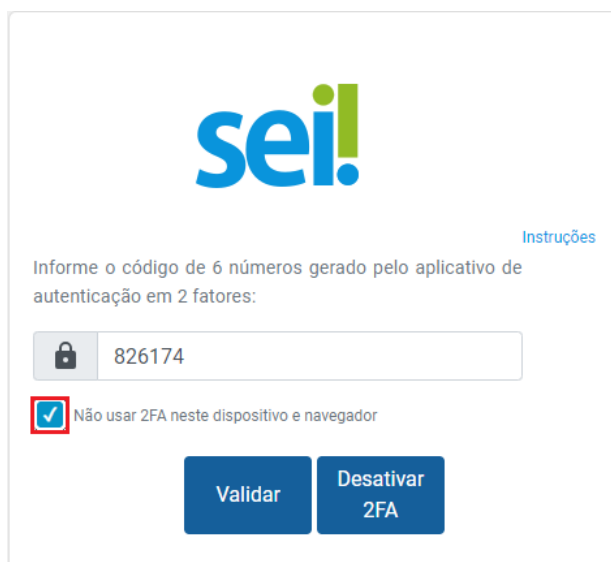 sei!
Instruções
Informe o código de 6 números gerado pelo aplicativo de
autenticação em 2 fatores:
826174
Não usar 2FA neste dispositivo e navegador
Validar
Desativar
2FA